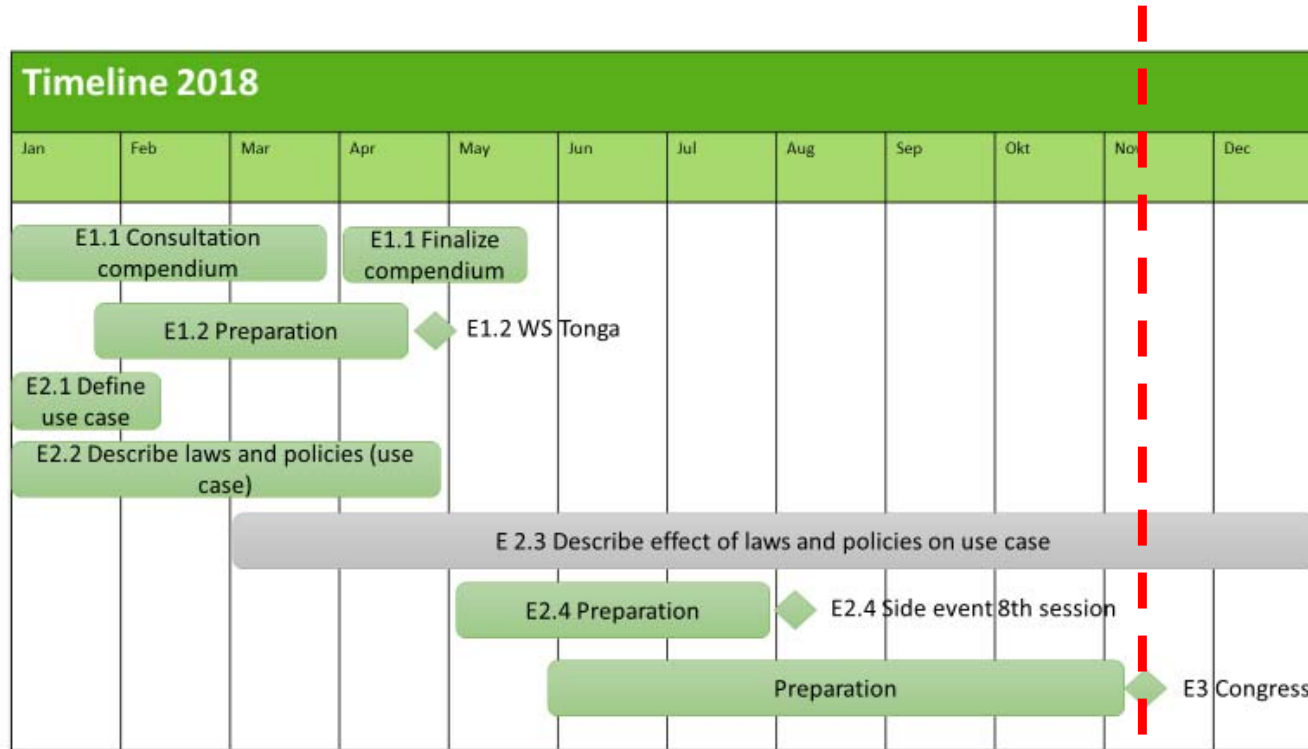 Timeline 2018
Jan Feb Mar Apr May Jun Jul Aug Sep Okt Nov Dec
E1.1 Consultation
compendium
E1.1 Finalize
compendium
E1.2 Preparation
E1.2 WS Tonga
E2.1 Define
use case
E2.2 Describe laws and policies (use
case)
E 2.3 Describe effect of laws and policies on use case
E2.4 Preparation
E2.4 Side event 8th session
Preparation
E3 Congress